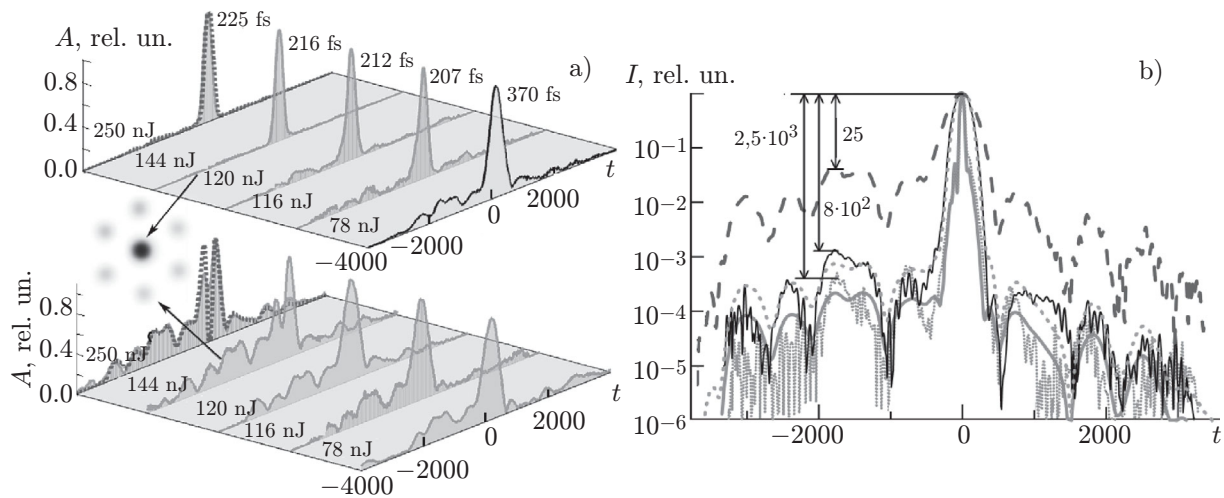 A, rel. un.
a)
225 fs
216 fs
212 fs
207 fs
370 fs
0.8
0.4
0.0
250 nJ
144 nJ
120 nJ
116 nJ
78 nJ
t
2000
0
−2000
−4000
A, rel. un.
0.8
0.4
0.0
250 nJ
144 nJ
120 nJ
116 nJ
78 nJ
t
2000
0
−2000
−4000
I, rel. un.
b)
2,5·10³
25
8·10²
10⁻¹
10⁻²
10⁻³
10⁻⁴
10⁻⁵
10⁻⁶
−2000
0
2000
t